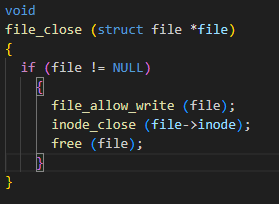 void
file_close (struct file *file)
{
  if (file != NULL)
    {
      file_allow_write (file);
      inode_close (file->inode);
      free (file);
    }
}